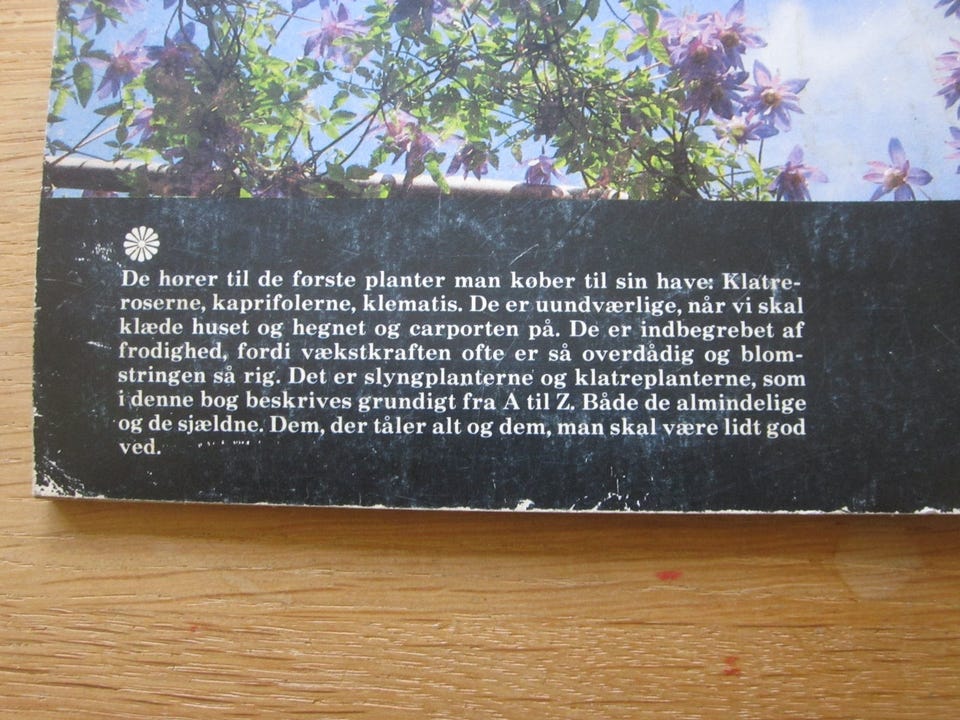 De hører til de første planter man køber til sin have: Klatre-
roserne, kaprifolerne, klematis. De er uundværlige, når vi skal
klæde huset og hegnet og carporten på. De er indbegrebet af
frodighed, fordi vækstkraften ofte er så overdådig og blom-
stringen så rig. Det er slyngplanterne og klatreplanterne, som
i denne bog beskrives grundigt fra A til Z. Både de almindelige
og de sjældne. Dem, der tåler alt og dem, man skal være lidt god
ved.